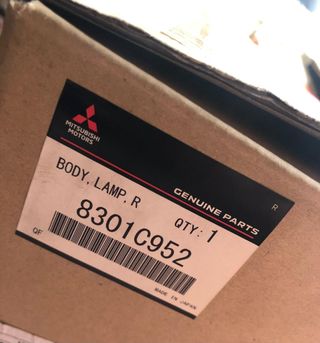 MITSUBISHI
MOTORS
GENUINE PARTS
R
BODY, LAMP, R
QTY: 1
8301C952
QF
MADE IN JAPAN